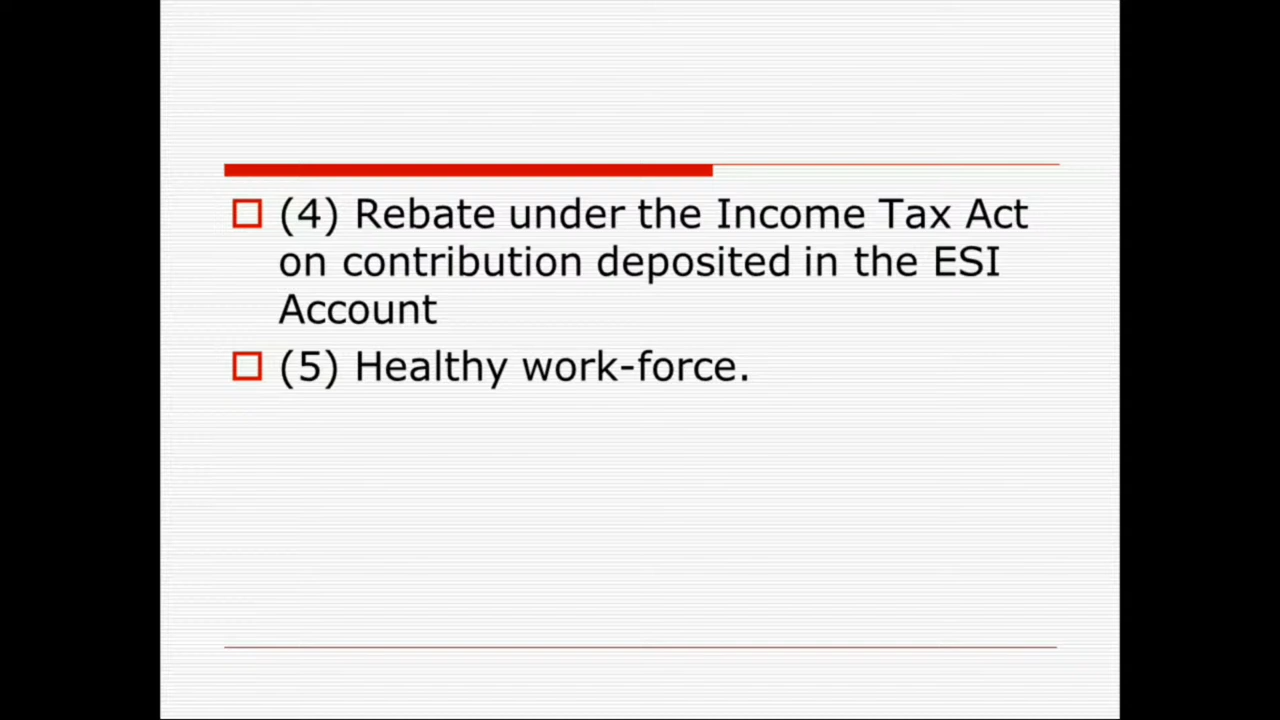 (4) Rebate under the Income Tax Act
on contribution deposited in the ESI
Account
(5) Healthy work-force.